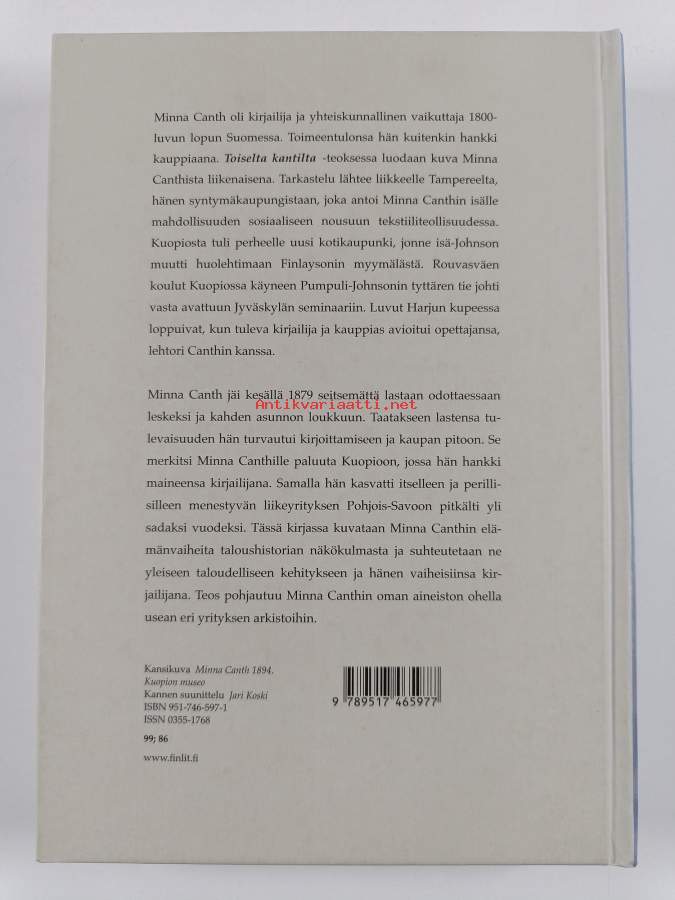 Minna Canth oli kirjailija ja yhteiskunnallinen vaikuttaja 1800-
luvun lopun Suomessa. Toimeentulonsa hän kuitenkin hankki
kauppiaana. Toiselta kantilta -teoksessa luodaan kuva Minna
Canthista liikenaisena. Tarkastelu lähtee liikkeelle Tampereelta,
hänen syntymäkaupungistaan, joka antoi Minna Canthin isälle
mahdollisuuden sosiaaliseen nousuun tekstiiliteollisuudessa.
Kuopiosta tuli perheelle uusi kotikaupunki, jonne isä-Johnson
muutti huolehtimaan Finlaysonin myymälästä. Rouvasväen
koulut Kuopiossa käyneen Pumpuli-Johnsonin tyttären tie johti
vasta avattuun Jyväskylän seminaariin. Luvut Harjun kupeessa
loppuivat, kun tuleva kirjailija ja kauppias avioitui opettajansa,
lehtori Canthin kanssa.
Minna Canth jäi kesällä 1879 seitsemättä lastaan odottaessaan
Antikvariaatti.net
leskeksi ja kahden asunnon loukkuun. Taatakseen lastensa tu-
levaisuuden hän turvautui kirjoittamiseen ja kaupan pitoon. Se
merkitsi Minna Canthille paluuta Kuopioon, jossa hän hankki
maineensa kirjailijana. Samalla hän kasvatti itselleen ja perilli-
silleen menestyvän liikeyrityksen Pohjois-Savoon pitkälti yli
sadaksi vuodeksi. Tässä kirjassa kuvataan Minna Canthin elä-
mänvaiheita taloushistorian näkökulmasta ja suhteutetaan ne
yleiseen taloudelliseen kehitykseen ja hänen vaiheisiinsa kir-
jailijana. Teos pohjautuu Minna Canthin oman aineiston ohella
usean eri yrityksen arkistoihin.
Kansikuva Minna Canth 1894.
Kuopion museo
Kannen suunittelu Jari Koski
ISBN 951-746-597-1
ISSN 0355-1768
99; 86
www.finlit.fi
9 789517 465977